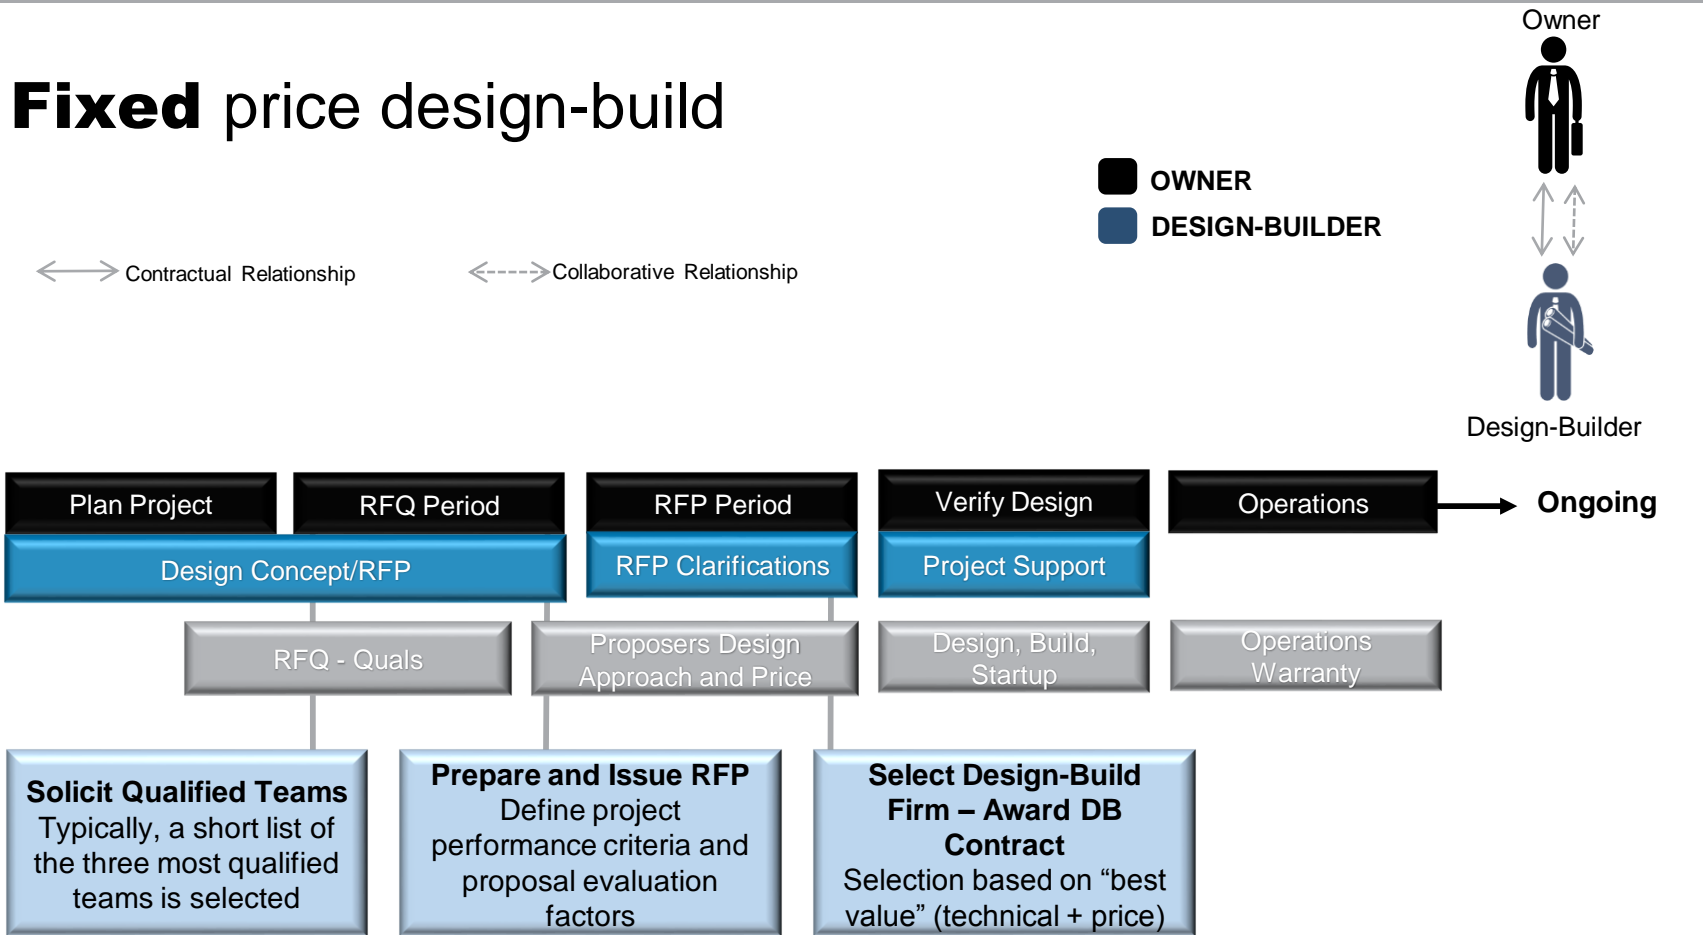 Owner
Fixed price design-build
OWNER
DESIGN-BUILDER
Contractual Relationship
Collaborative Relationship
Design-Builder
Plan Project
RFQ Period
RFP Period
Verify Design
Operations
Ongoing
Design Concept/RFP
RFP Clarifications
Project Support
RFQ - Quals
Proposers Design
Approach and Price
Design, Build,
Startup
Operations
Warranty
Solicit Qualified Teams
Typically, a short list of
the three most qualified
teams is selected
Prepare and Issue RFP
Define project
performance criteria and
proposal evaluation
factors
Select Design-Build
Firm – Award DB
Contract
Selection based on “best
value” (technical + price)